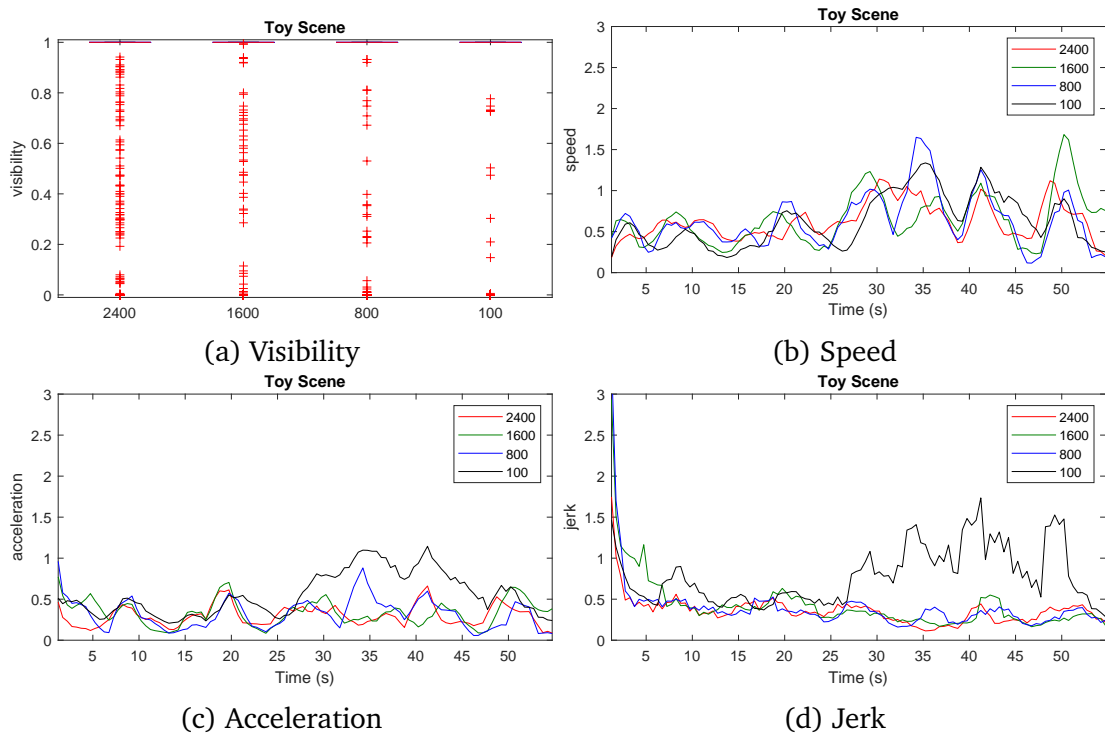 Toy Scene
1
0.8
0.6
0.4
0.2
0
visibility
2400 1600 800 100
(a) Visibility
Toy Scene
3
2.5
2
1.5
1
0.5
0
speed
5 10 15 20 25 30 35 40 45 50
Time (s)
2400
1600
800
100
(b) Speed
Toy Scene
3
2.5
2
1.5
1
0.5
0
acceleration
5 10 15 20 25 30 35 40 45 50
Time (s)
2400
1600
800
100
(c) Acceleration
Toy Scene
3
2.5
2
1.5
1
0.5
0
jerk
5 10 15 20 25 30 35 40 45 50
Time (s)
2400
1600
800
100
(d) Jerk